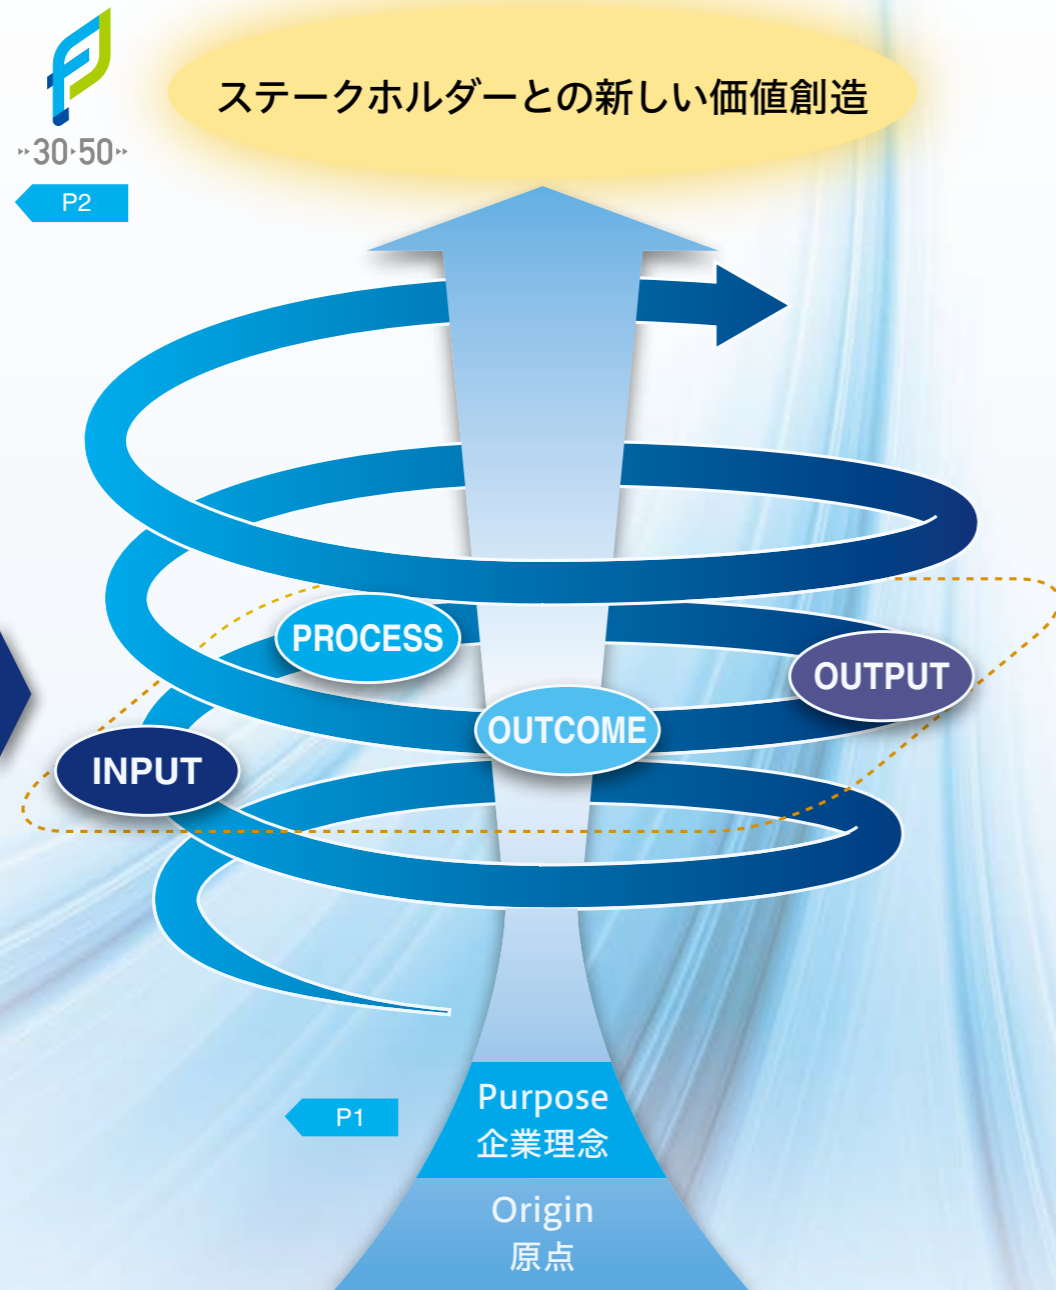 ステークホルダーとの新しい価値創造
30・50
P2
PROCESS
OUTPUT
OUTCOME
INPUT
P1
Purpose
企業理念
Origin
原点